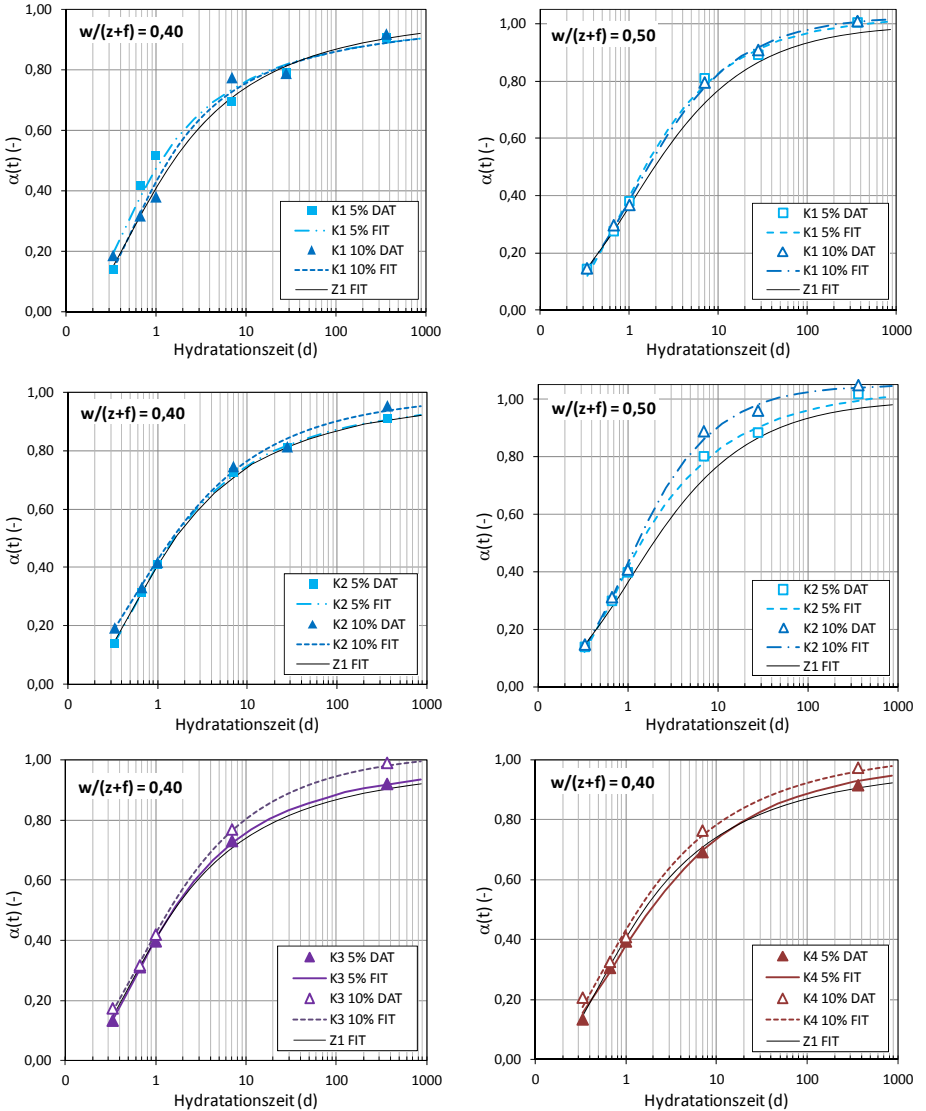 w/(z+f) = 0,40
1,00
0,80
0,60
0,40
0,20
0,00
α(t) (-)
K1 5% DAT
K1 5% FIT
K1 10% DAT
K1 10% FIT
Z1 FIT
0 1 10 100 1000
Hydratationszeit (d)
w/(z+f) = 0,50
1,00
0,80
0,60
0,40
0,20
0,00
α(t) (-)
K1 5% DAT
K1 5% FIT
K1 10% DAT
K1 10% FIT
Z1 FIT
0 1 10 100 1000
Hydratationszeit (d)
w/(z+f) = 0,40
1,00
0,80
0,60
0,40
0,20
0,00
α(t) (-)
K2 5% DAT
K2 5% FIT
K2 10% DAT
K2 10% FIT
Z1 FIT
0 1 10 100 1000
Hydratationszeit (d)
w/(z+f) = 0,50
1,00
0,80
0,60
0,40
0,20
0,00
α(t) (-)
K2 5% DAT
K2 5% FIT
K2 10% DAT
K2 10% FIT
Z1 FIT
0 1 10 100 1000
Hydratationszeit (d)
w/(z+f) = 0,40
1,00
0,80
0,60
0,40
0,20
0,00
α(t) (-)
K3 5% DAT
K3 5% FIT
K3 10% DAT
K3 10% FIT
Z1 FIT
0 1 10 100 1000
Hydratationszeit (d)
w/(z+f) = 0,40
1,00
0,80
0,60
0,40
0,20
0,00
α(t) (-)
K4 5% DAT
K4 5% FIT
K4 10% DAT
K4 10% FIT
Z1 FIT
0 1 10 100 1000
Hydratationszeit (d)